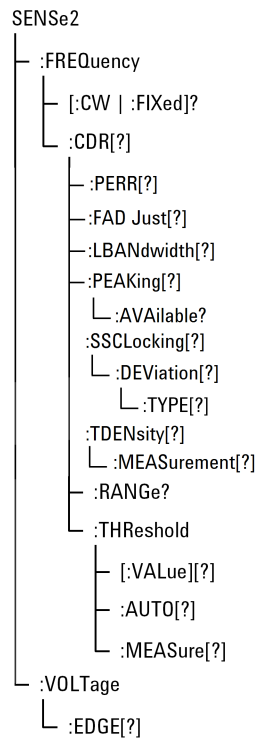 SENSe2
:FREQuency
[:CW | :FIXed]?
:CDR[?]
:PERR[?]
:FAD Just[?]
:LBANdwidth[?]
:PEAKing[?]
:AVAilable?
:SSCLocking[?]
:DEViation[?]
:TYPE[?]
:TDENsity[?]
:MEASurement[?]
:RANGe?
:THReshold
[:VALue][?]
:AUTO[?]
:MEASure[?]
:VOLTage
:EDGE[?]